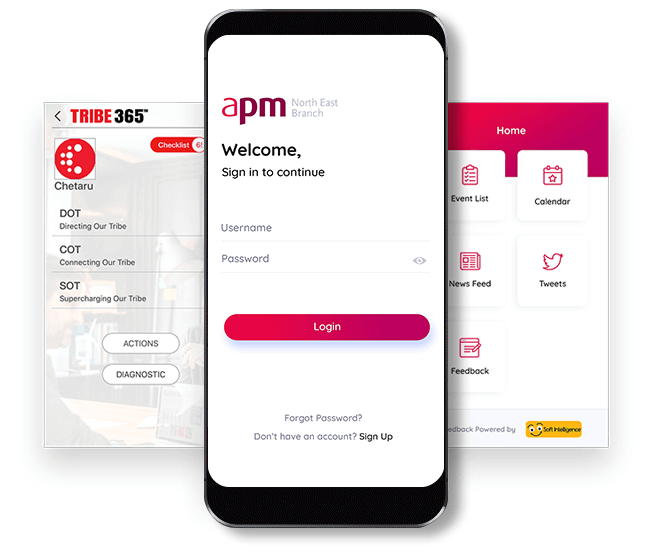 TRIBE 365™
Checklist
Chetaru
DOT
Directing Our Tribe
COT
Connecting Our Tribe
SOT
Supercharging Our Tribe
ACTIONS
DIAGNOSTIC
apm North East
Branch
Welcome,
Sign in to continue
Username
Password
Login
Forgot Password?
Don't have an account? Sign Up
Home
Event List
Calendar
News Feed
Tweets
Feedback
Powered by
Soft Intelligence